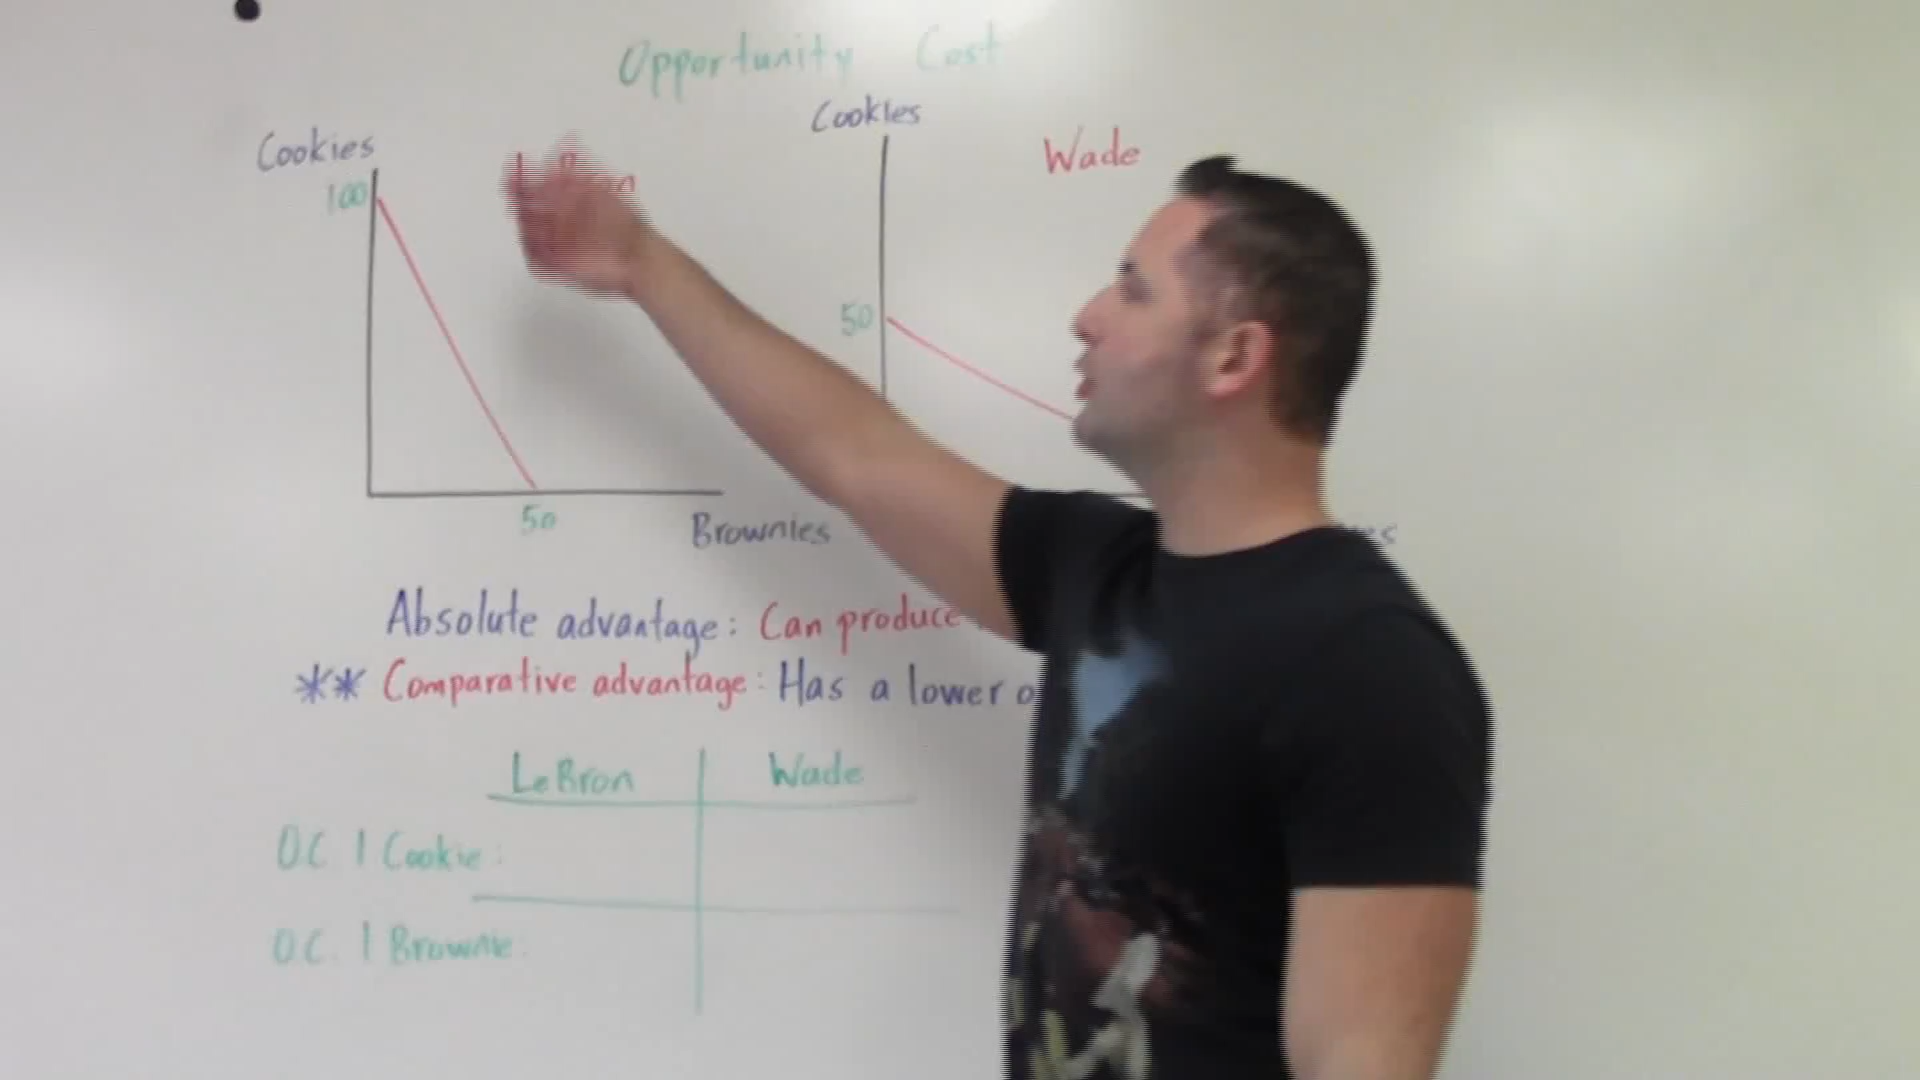 Opportunity Cost
Cookies
100
50
Brownies
Cookies
Wade
50
Absolute advantage: Can produce
** Comparative advantage: Has a lower
LeBron Wade
O.C. 1 Cookie:
O.C. 1 Brownie: